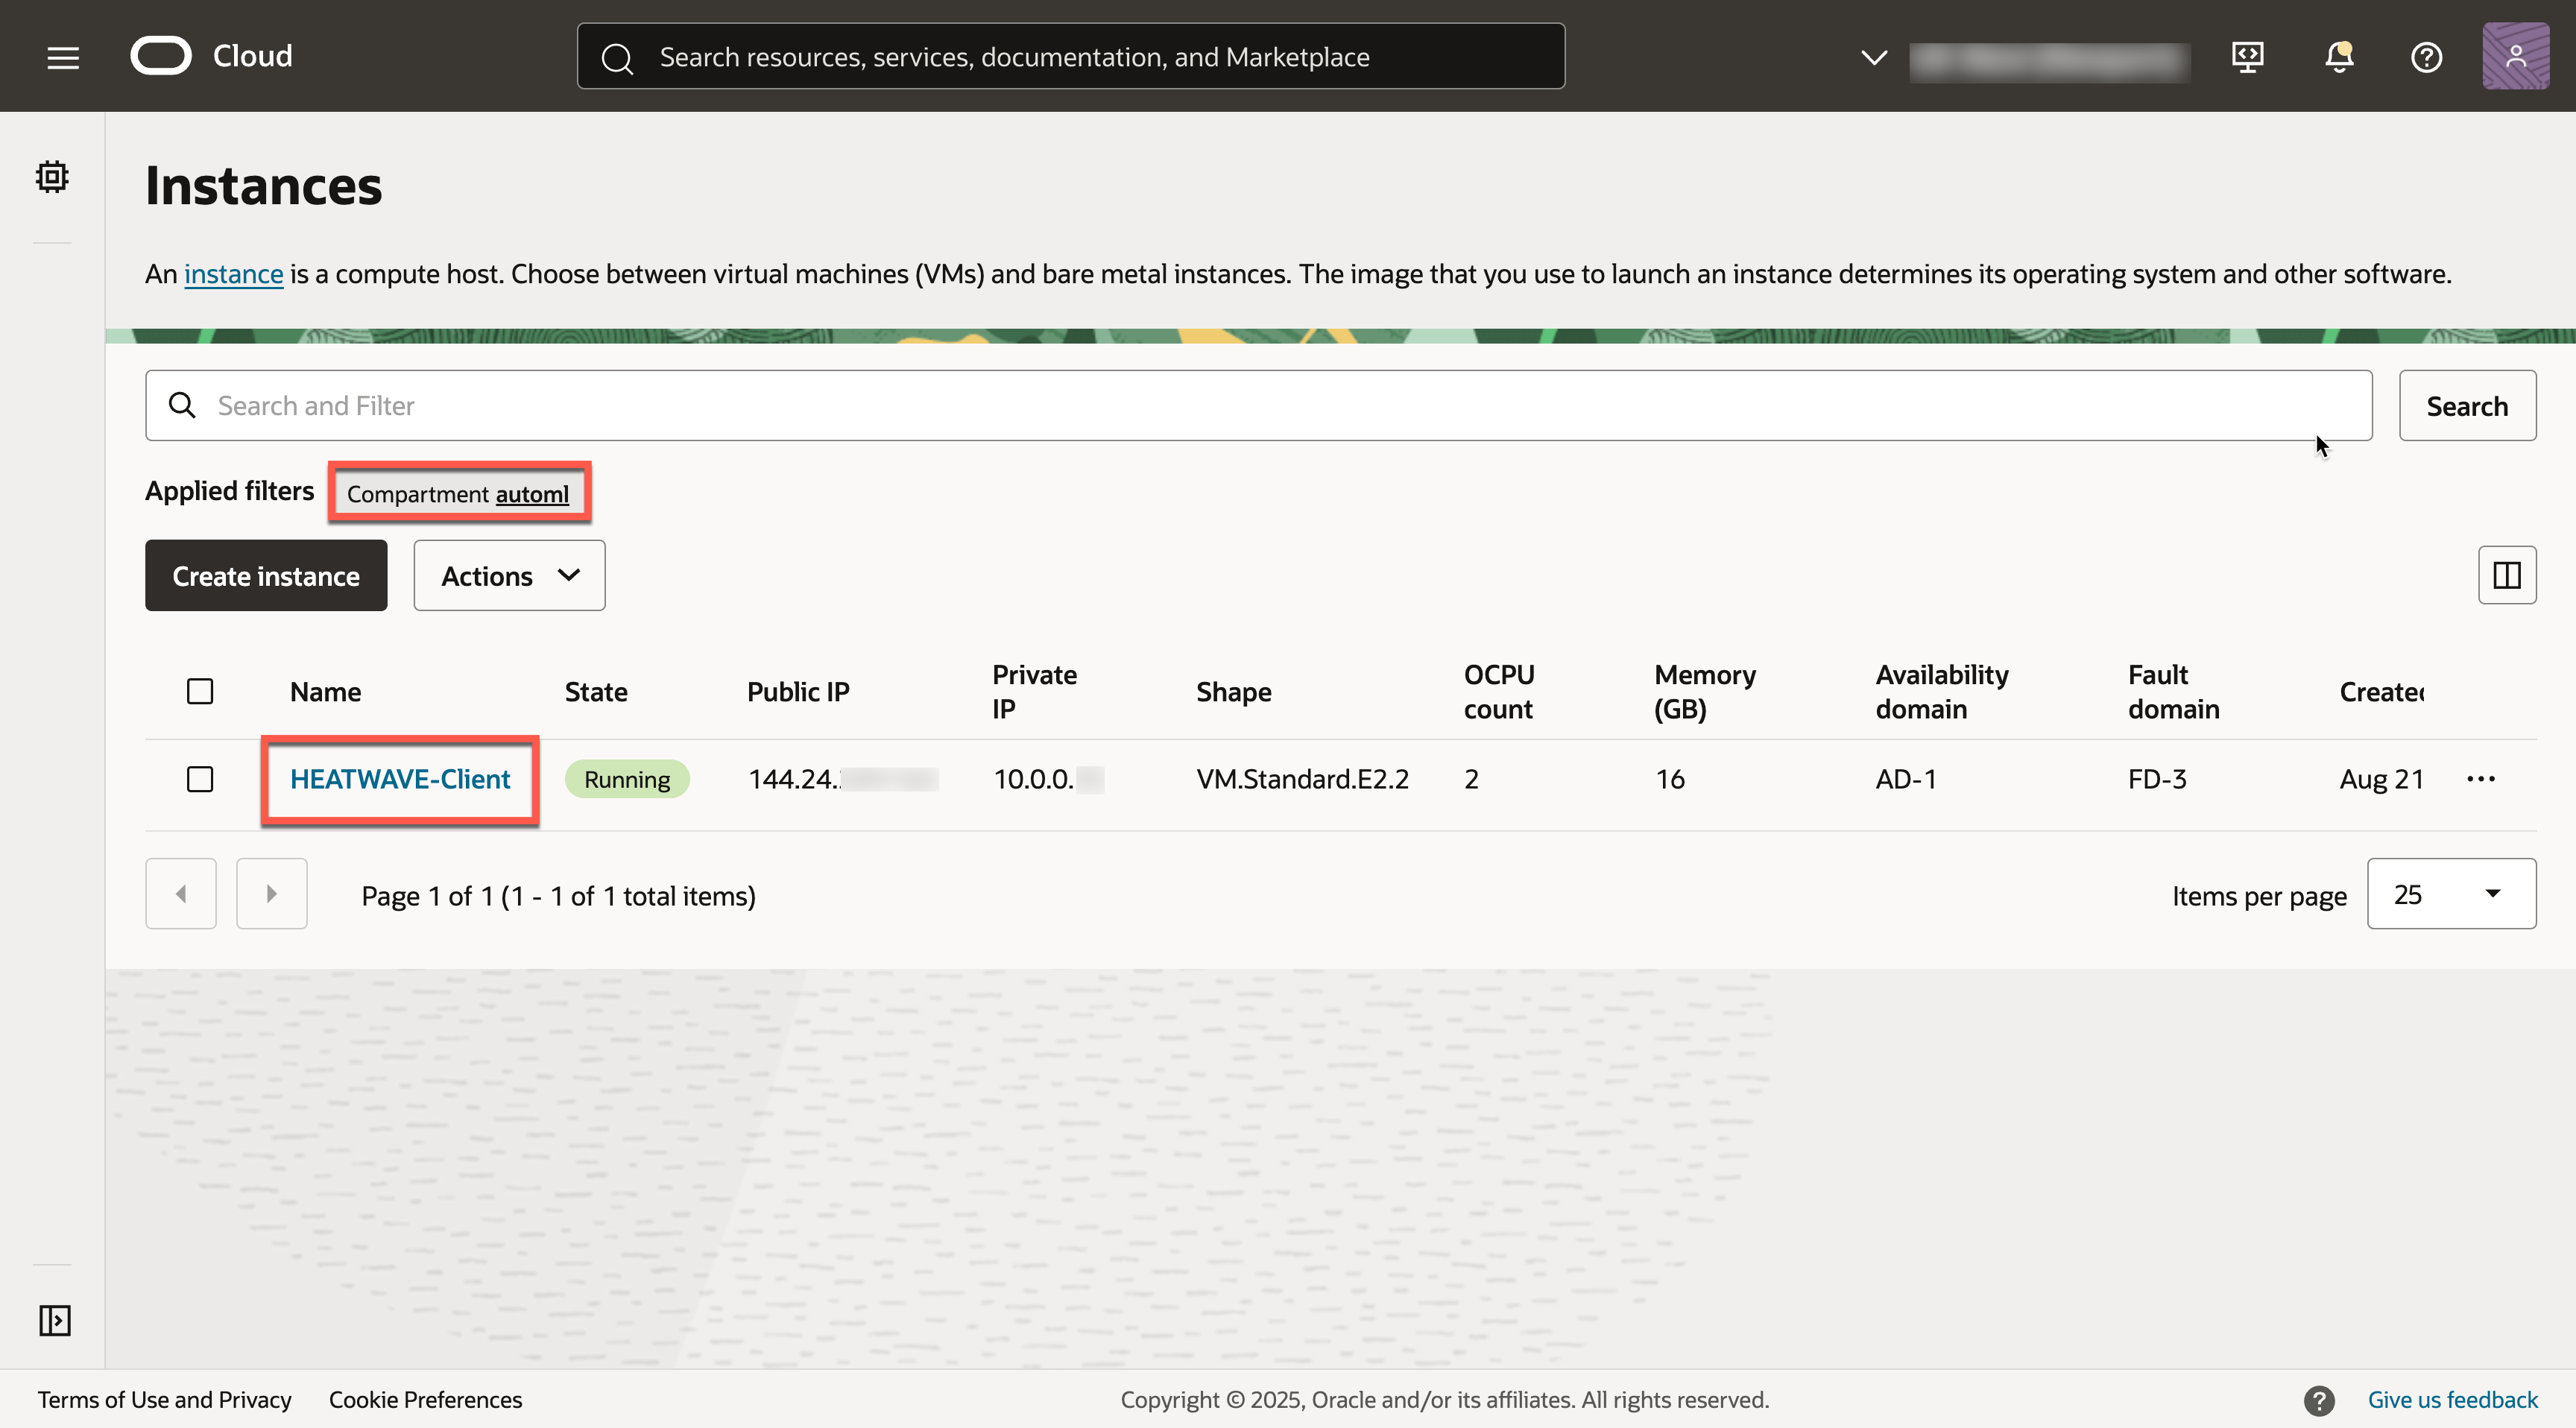 Cloud
Search resources, services, documentation, and Marketplace
Instances
An instance is a compute host. Choose between virtual machines (VMs) and bare metal instances. The image that you use to launch an instance determines its operating system and other software.
Search and Filter
Search
Applied filters Compartment automl
Create instance Actions
Name State Public IP Private IP Shape OCPU count Memory (GB) Availability domain Fault domain Created
HEATWAVE-Client Running 144.24. 10.0.0. VM.Standard.E2.2 2 16 AD-1 FD-3 Aug 21 ...
Page 1 of 1 (1 - 1 of 1 total items) Items per page 25
Terms of Use and Privacy Cookie Preferences Copyright © 2025, Oracle and/or its affiliates. All rights reserved. ? Give us feedback